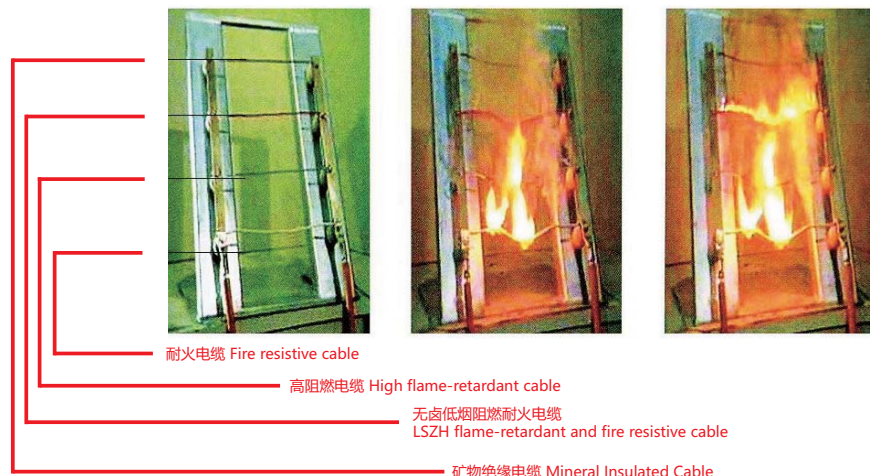 耐火电缆 Fire resistive cable
高阻燃电缆 High flame-retardant cable
无卤低烟阻燃耐火电缆
LSZH flame-retardant and fire resistive cable
矿物绝缘电缆 Mineral Insulated Cable